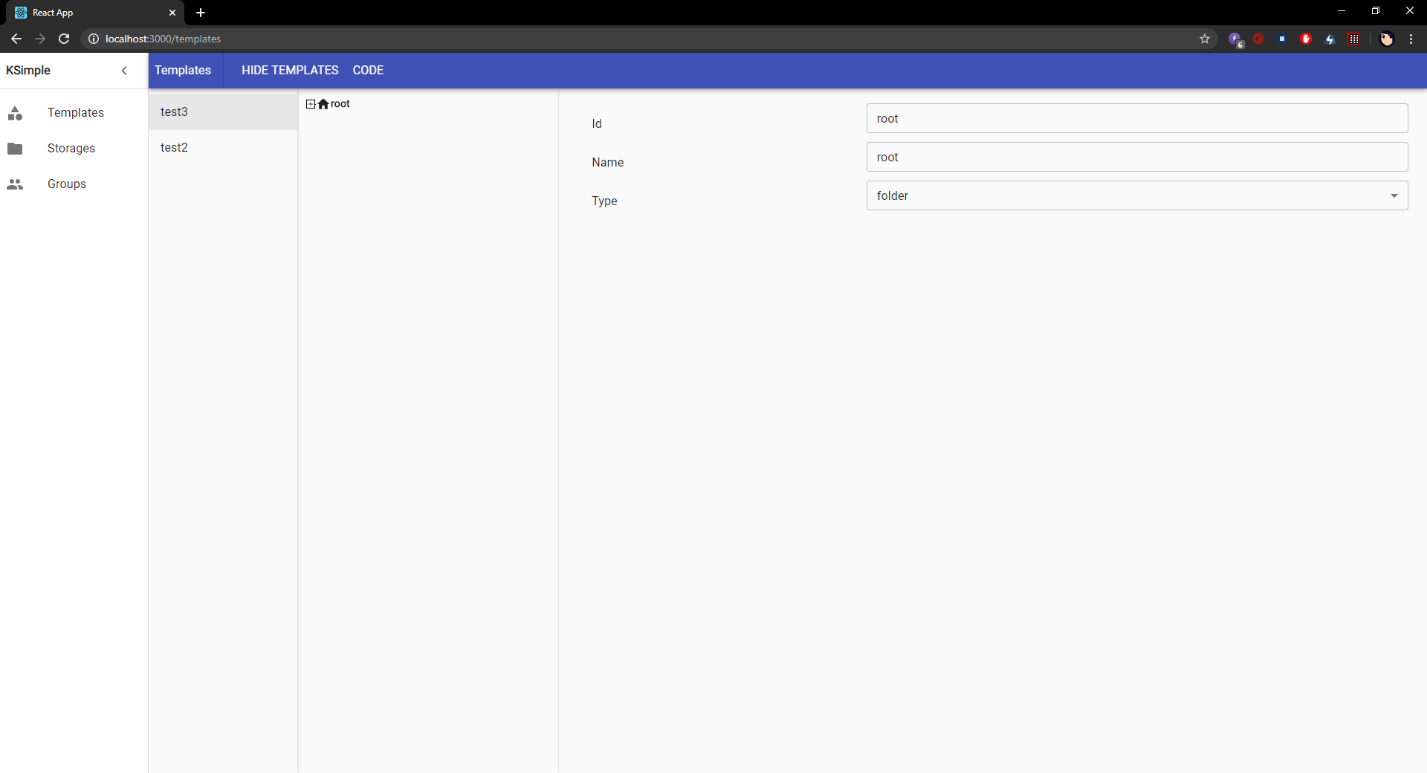 React App
localhost:3000/templates
6
KSimple
Templates HIDE TEMPLATES CODE
Templates
Storages
Groups
test3
test2
root
Id root
Name root
Type folder